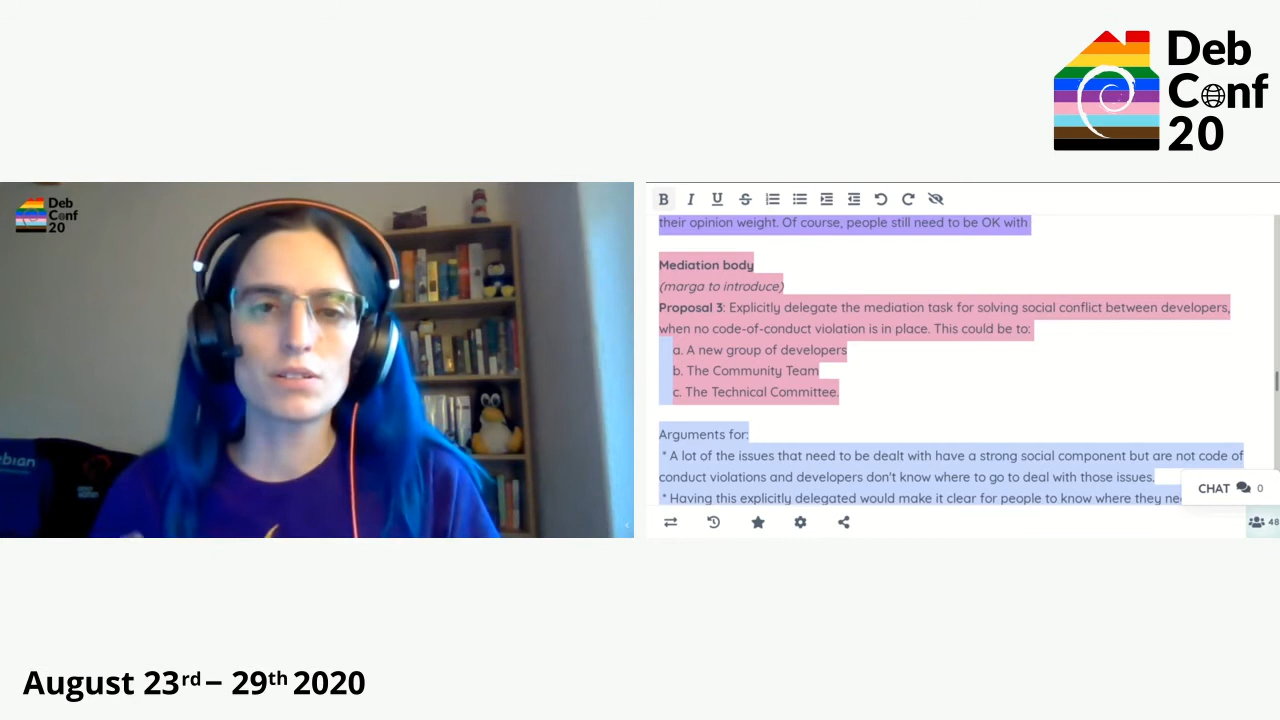 Deb
Conf
20
Deb
Conf
20
ebian
B I U S
their opinion weight. Of course, people still need to be OK with
Mediation body
(marga to introduce)
Proposal 3: Explicitly delegate the mediation task for solving social conflict between developers,
when no code-of-conduct violation is in place. This could be to:
a. A new group of developers
b. The Community Team
c. The Technical Committee.
Arguments for:
* A lot of the issues that need to be dealt with have a strong social component but are not code of
conduct violations and developers don't know where to go to deal with those issues.
* Having this explicitly delegated would make it clear for people to know where they
CHAT 0
48
August 23rd – 29th 2020